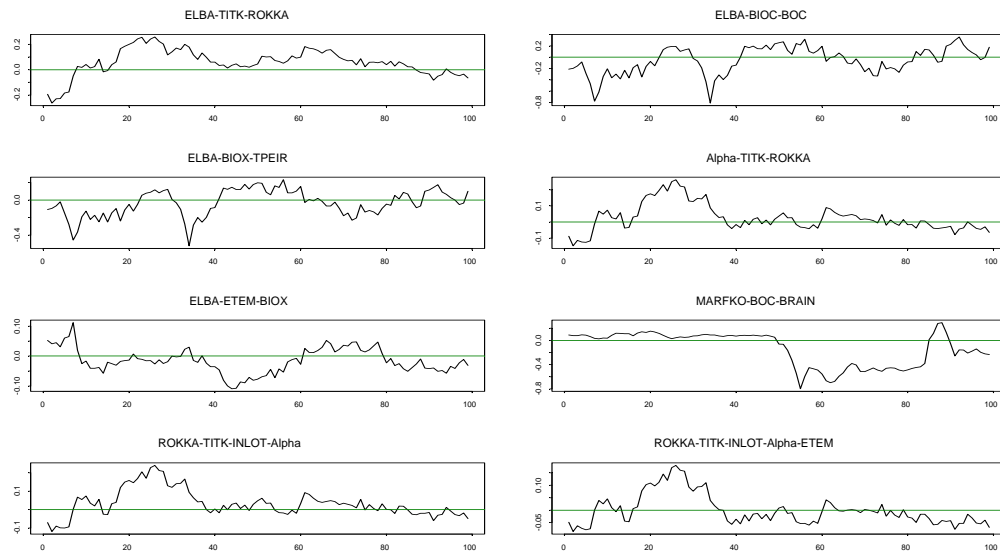 ELBA-TITK-ROKKA
-0.2 0.0 0.2
0 20 40 60 80 100
ELBA-BIOC-BOC
-0.8 -0.2 0.2
0 20 40 60 80 100
ELBA-BIOX-TPEIR
-0.4 0.0
0 20 40 60 80 100
Alpha-TITK-ROKKA
-0.1 0.1
0 20 40 60 80 100
ELBA-ETEM-BIOX
-0.10 0.0 0.10
0 20 40 60 80 100
MARFKO-BOC-BRAIN
-0.8 -0.4 0.0
0 20 40 60 80 100
ROKKA-TITK-INLOT-Alpha
-0.1 0.1
0 20 40 60 80 100
ROKKA-TITK-INLOT-Alpha-ETEM
-0.05 0.10
0 20 40 60 80 100